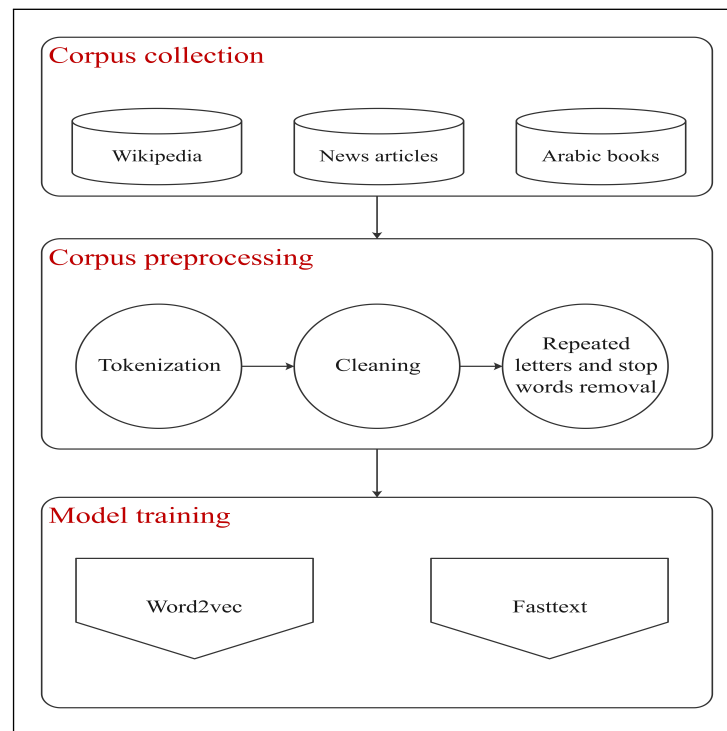 Corpus collection
Wikipedia
News articles
Arabic books
Corpus preprocessing
Tokenization
Cleaning
Repeated
letters and stop
words removal
Model training
Word2vec
Fasttext